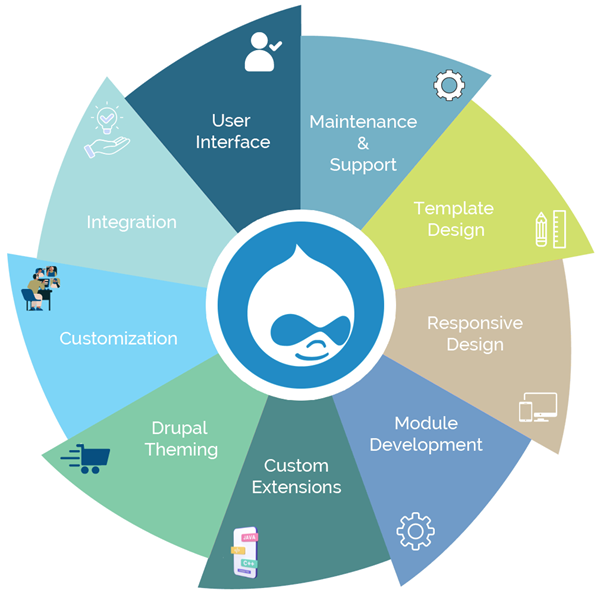 User
Interface
Maintenance
&
Support
Template
Design
Responsive
Design
Module
Development
Custom
Extensions
JAVA
C++
Drupal
Theming
Customization
Integration